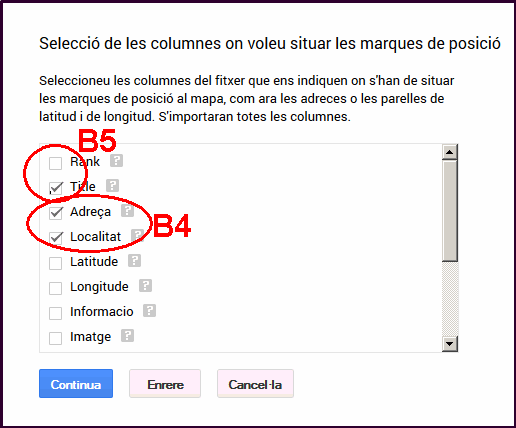 Selecció de les columnes on voleu situar les marques de posició
Seleccioneu les columnes del fitxer que ens indiquen on s'han de situar
les marques de posició al mapa, com ara les adreces o les parelles de
latitud i de longitud. S'importaran totes les columnes.
B5
Rank ?
Title ?
Adreça ?
B4
Localitat ?
Latitude ?
Longitude ?
Informacio ?
Imatge ?
Continua Enrere Cancel·la